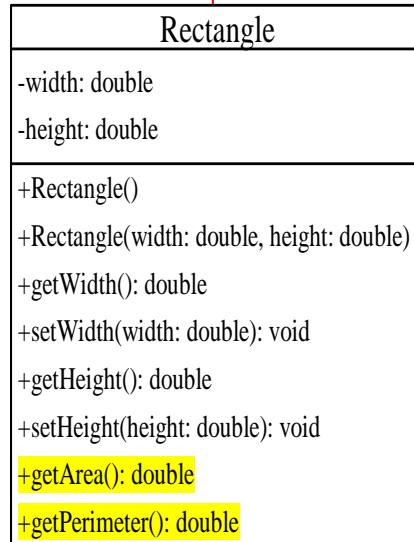 Rectangle
-width: double
-height: double
+Rectangle()
+Rectangle(width: double, height: double)
+getWidth(): double
+setWidth(width: double): void
+getHeight(): double
+setHeight(height: double): void
+getArea(): double
+getPerimeter(): double